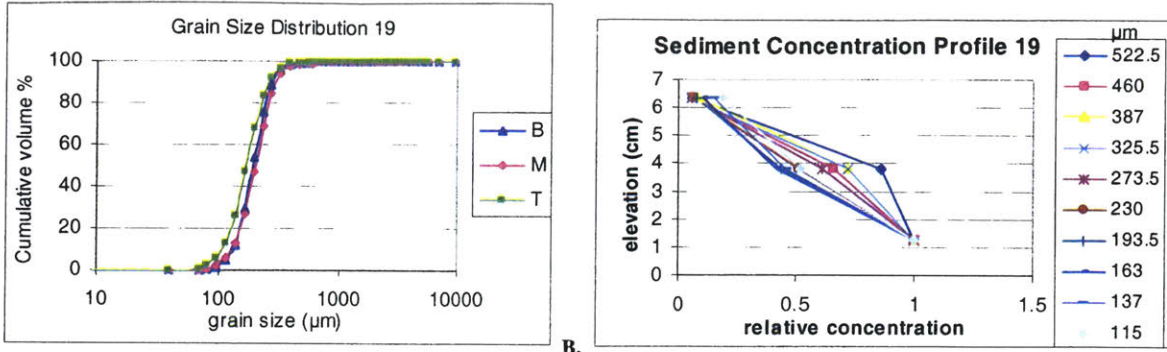 Grain Size Distribution 19
Cumulative volume %
100
80
60
40
20
0
10
100
1000
10000
grain size (µm)
B
M
T
B.
Sediment Concentration Profile 19
elevation (cm)
7
6
5
4
3
2
1
0
0
0.5
1
1.5
relative concentration
µm
522.5
460
387
325.5
273.5
230
193.5
163
137
115